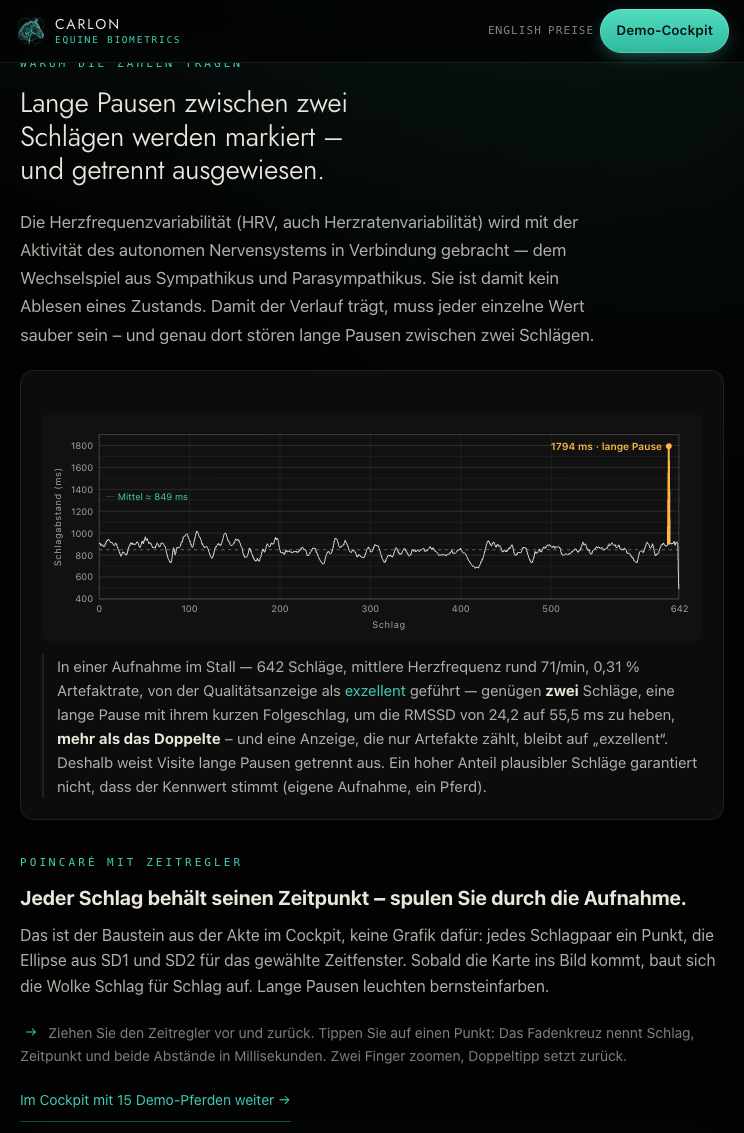 CARLON
EQUINE BIOMETRICS
ENGLISH PREISE
Demo-Cockpit
WARUM DIE ZAHLEN TRAGEN
Lange Pausen zwischen zwei
Schlägen werden markiert —
und getrennt ausgewiesen.
Die Herzfrequenzvariabilität (HRV, auch Herzratenvariabilität) wird mit der
Aktivität des autonomen Nervensystems in Verbindung gebracht — dem
Wechselspiel aus Sympathikus und Parasympathikus. Sie ist damit kein
Ablesen eines Zustands. Damit der Verlauf trägt, muss jeder einzelne Wert
sauber sein – und genau dort stören lange Pausen zwischen zwei Schlägen.
1794 ms · lange Pause
Mittel ≈ 849 ms
Schlagabstand (ms)
1800
1600
1400
1200
1000
800
600
400
0 100 200 300 400 500 642
Schlag
In einer Aufnahme im Stall — 642 Schläge, mittlere Herzfrequenz rund 71/min, 0,31 %
Artefaktrate, von der Qualitätsanzeige als exzellent geführt — genügen zwei Schläge, eine
lange Pause mit ihrem kurzen Folgeschlag, um die RMSSD von 24,2 auf 55,5 ms zu heben,
mehr als das Doppelte – und eine Anzeige, die nur Artefakte zählt, bleibt auf „exzellent“.
Deshalb weist Visite lange Pausen getrennt aus. Ein hoher Anteil plausibler Schläge garantiert
nicht, dass der Kennwert stimmt (eigene Aufnahme, ein Pferd).
POINCARÉ MIT ZEITREGLER
Jeder Schlag behält seinen Zeitpunkt – spulen Sie durch die Aufnahme.
Das ist der Baustein aus der Akte im Cockpit, keine Grafik dafür: jedes Schlagpaar ein Punkt, die
Ellipse aus SD1 und SD2 für das gewählte Zeitfenster. Sobald die Karte ins Bild kommt, baut sich
die Wolke Schlag für Schlag auf. Lange Pausen leuchten bernsteinfarben.
→ Ziehen Sie den Zeitregler vor und zurück. Tippen Sie auf einen Punkt: Das Fadenkreuz nennt Schlag,
Zeitpunkt und beide Abstände in Millisekunden. Zwei Finger zoomen, Doppeltipp setzt zurück.
Im Cockpit mit 15 Demo-Pferden weiter →